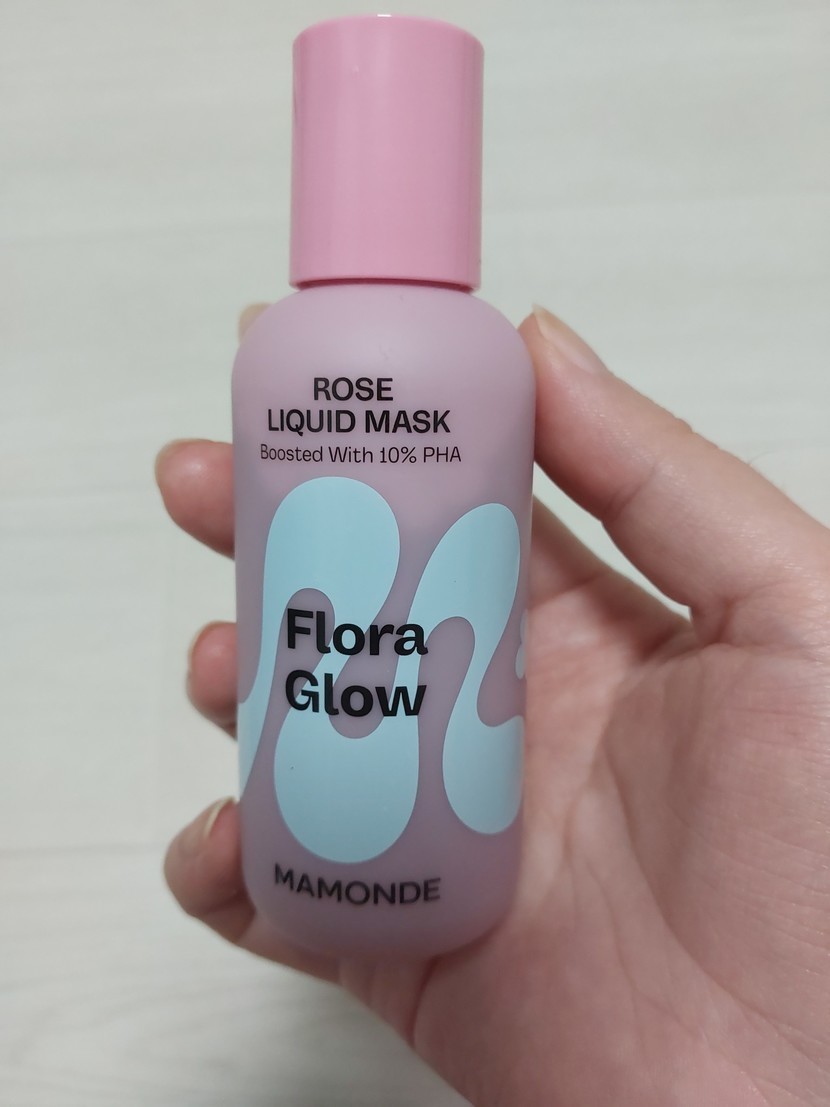 ROSE
LIQUID MASK
Boosted With 10% PHA
Flora
Glow
MAMONDE